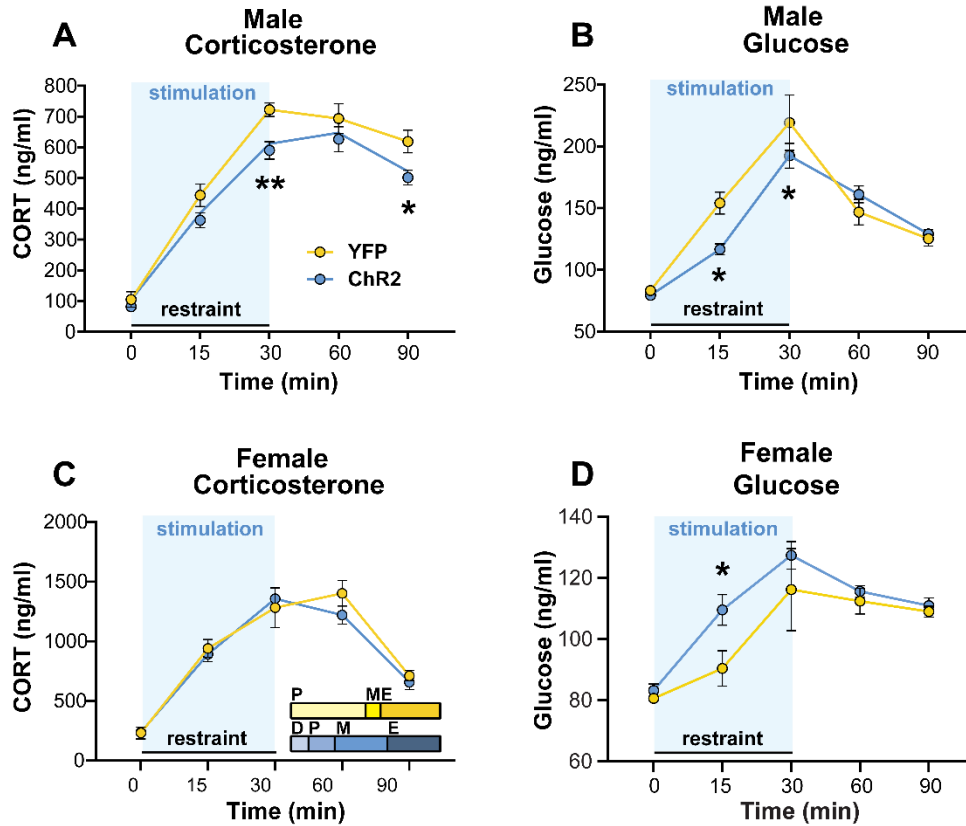 A
Male
Corticosterone
CORT (ng/ml)
800
700
600
500
400
300
200
100
0
stimulation
**
*
YFP
ChR2
restraint
0 15 30 60 90
Time (min)
B
Male
Glucose
Glucose (ng/ml)
250
200
150
100
50
stimulation
*
*
restraint
0 15 30 60 90
Time (min)
C
Female
Corticosterone
CORT (ng/ml)
2000
1500
1000
500
0
stimulation
P ME
D P M E
restraint
0 15 30 60 90
Time (min)
D
Female
Glucose
Glucose (ng/ml)
140
120
100
80
60
stimulation
*
restraint
0 15 30 60 90
Time (min)